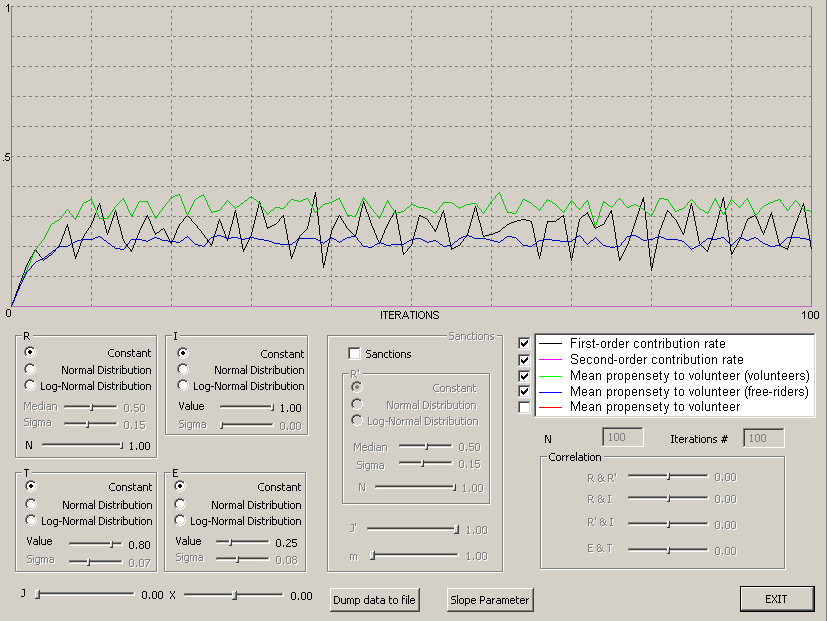 1
.5
0
ITERATIONS
100
R
Constant
Normal Distribution
Log-Normal Distribution
Median 0.50
Sigma 0.15
N 1.00
I
Constant
Normal Distribution
Log-Normal Distribution
Value 1.00
Sigma 0.00
T
Constant
Normal Distribution
Log-Normal Distribution
Value 0.80
Sigma 0.07
E
Constant
Normal Distribution
Log-Normal Distribution
Value 0.25
Sigma 0.08
J 0.00 X 0.00
Sanctions
Sanctions
R'
Constant
Normal Distribution
Log-Normal Distribution
Median 0.50
Sigma 0.15
N 1.00
J' 1.00
m 1.00
Dump data to file
Slope Parameter
First-order contribution rate
Second-order contribution rate
Mean propensety to volunteer (volunteers)
Mean propensety to volunteer (free-riders)
Mean propensety to volunteer
N 100 Iterations # 100
Correlation
R & R' 0.00
R & I 0.00
R' & I 0.00
E & T 0.00
EXIT